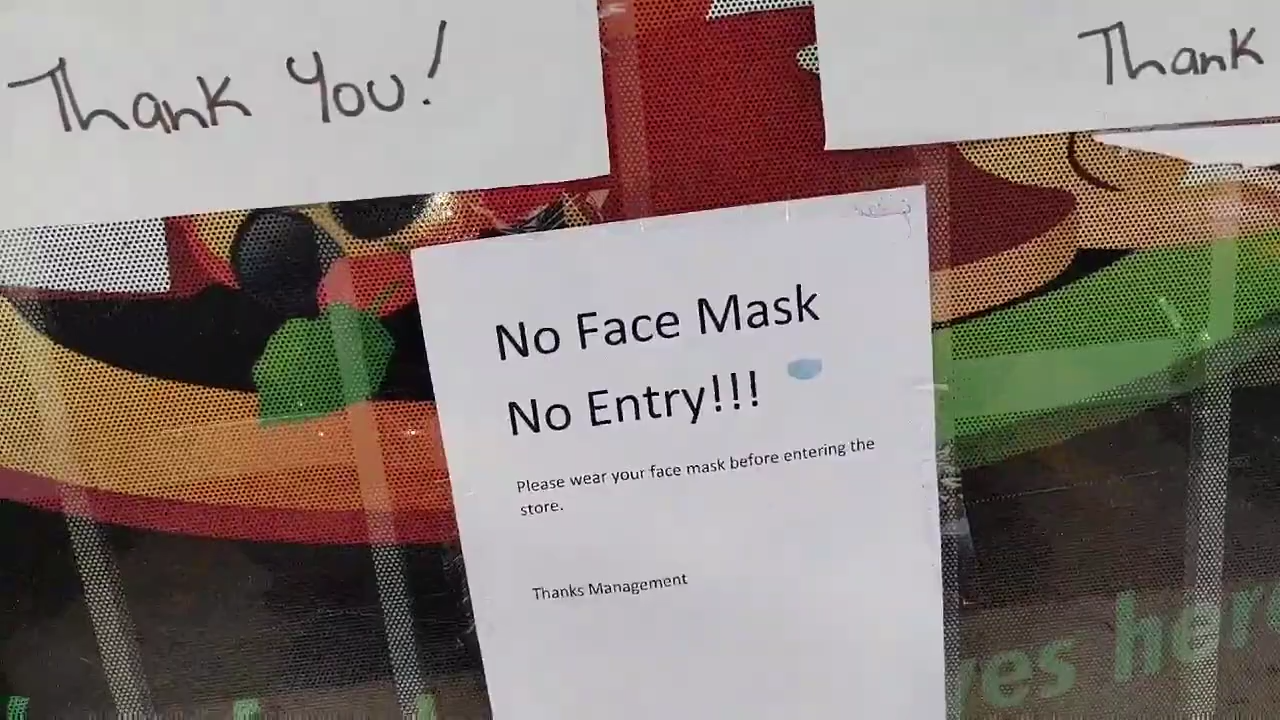 Thank You!
Thank
No Face Mask
No Entry!!!
Please wear your face mask before entering the
store.
Thanks Management